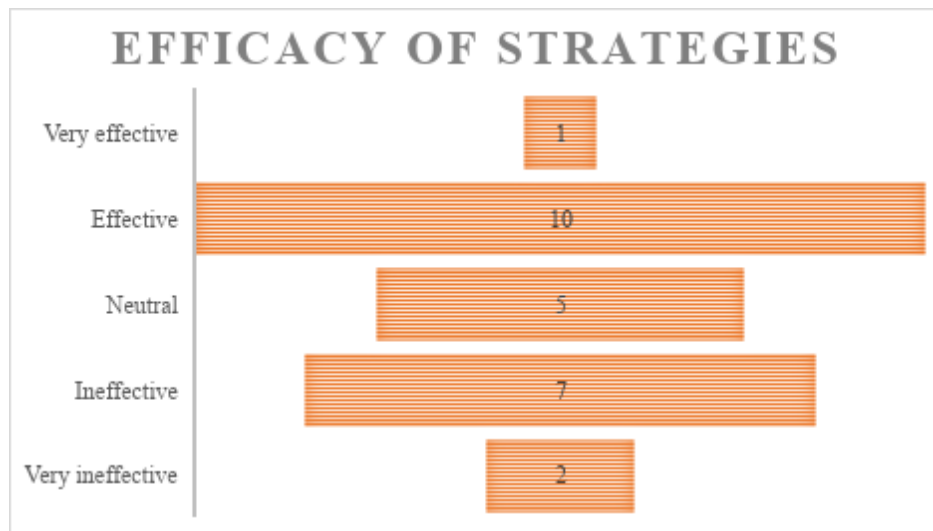 EFFICACY OF STRATEGIES
Very effective 1
Effective 10
Neutral 5
Ineffective 7
Very ineffective 2